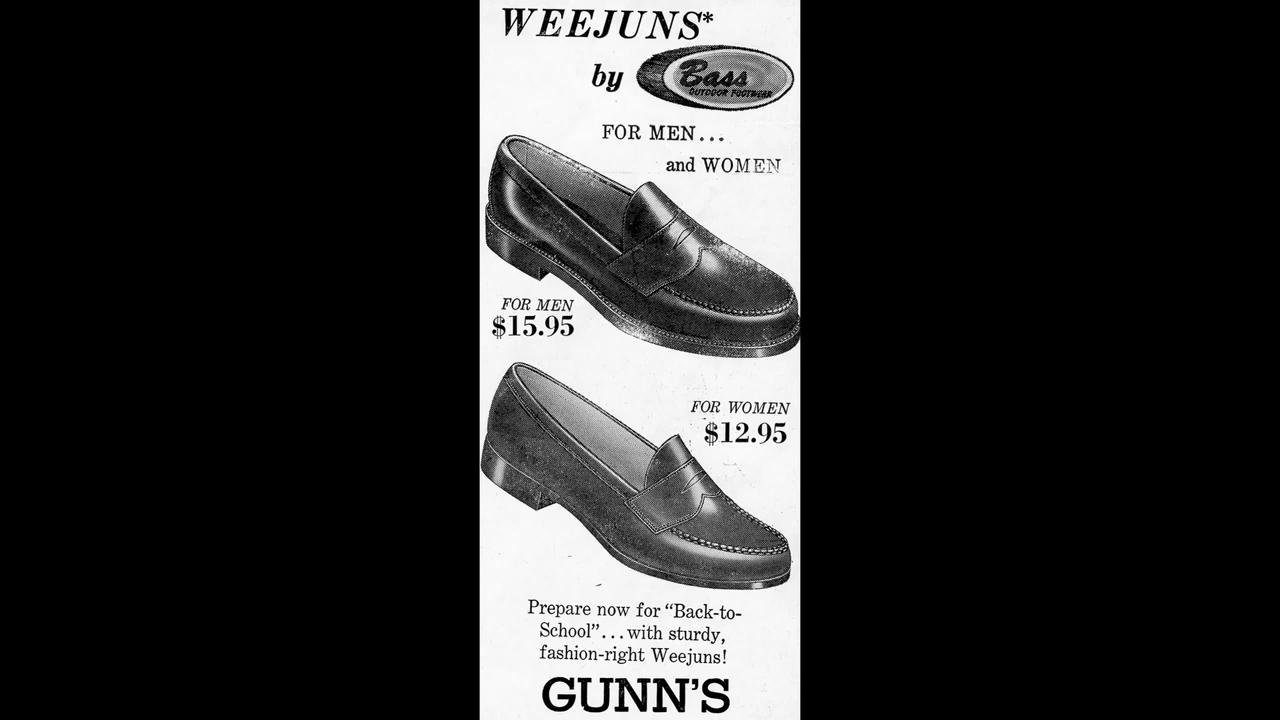 WEEJUNS*
by Bass
OUTDOOR FOOTWEAR
FOR MEN...
and WOMEN
FOR MEN
$15.95
FOR WOMEN
$12.95
Prepare now for "Back-to-
School"...with sturdy,
fashion-right Weejuns!
GUNN'S